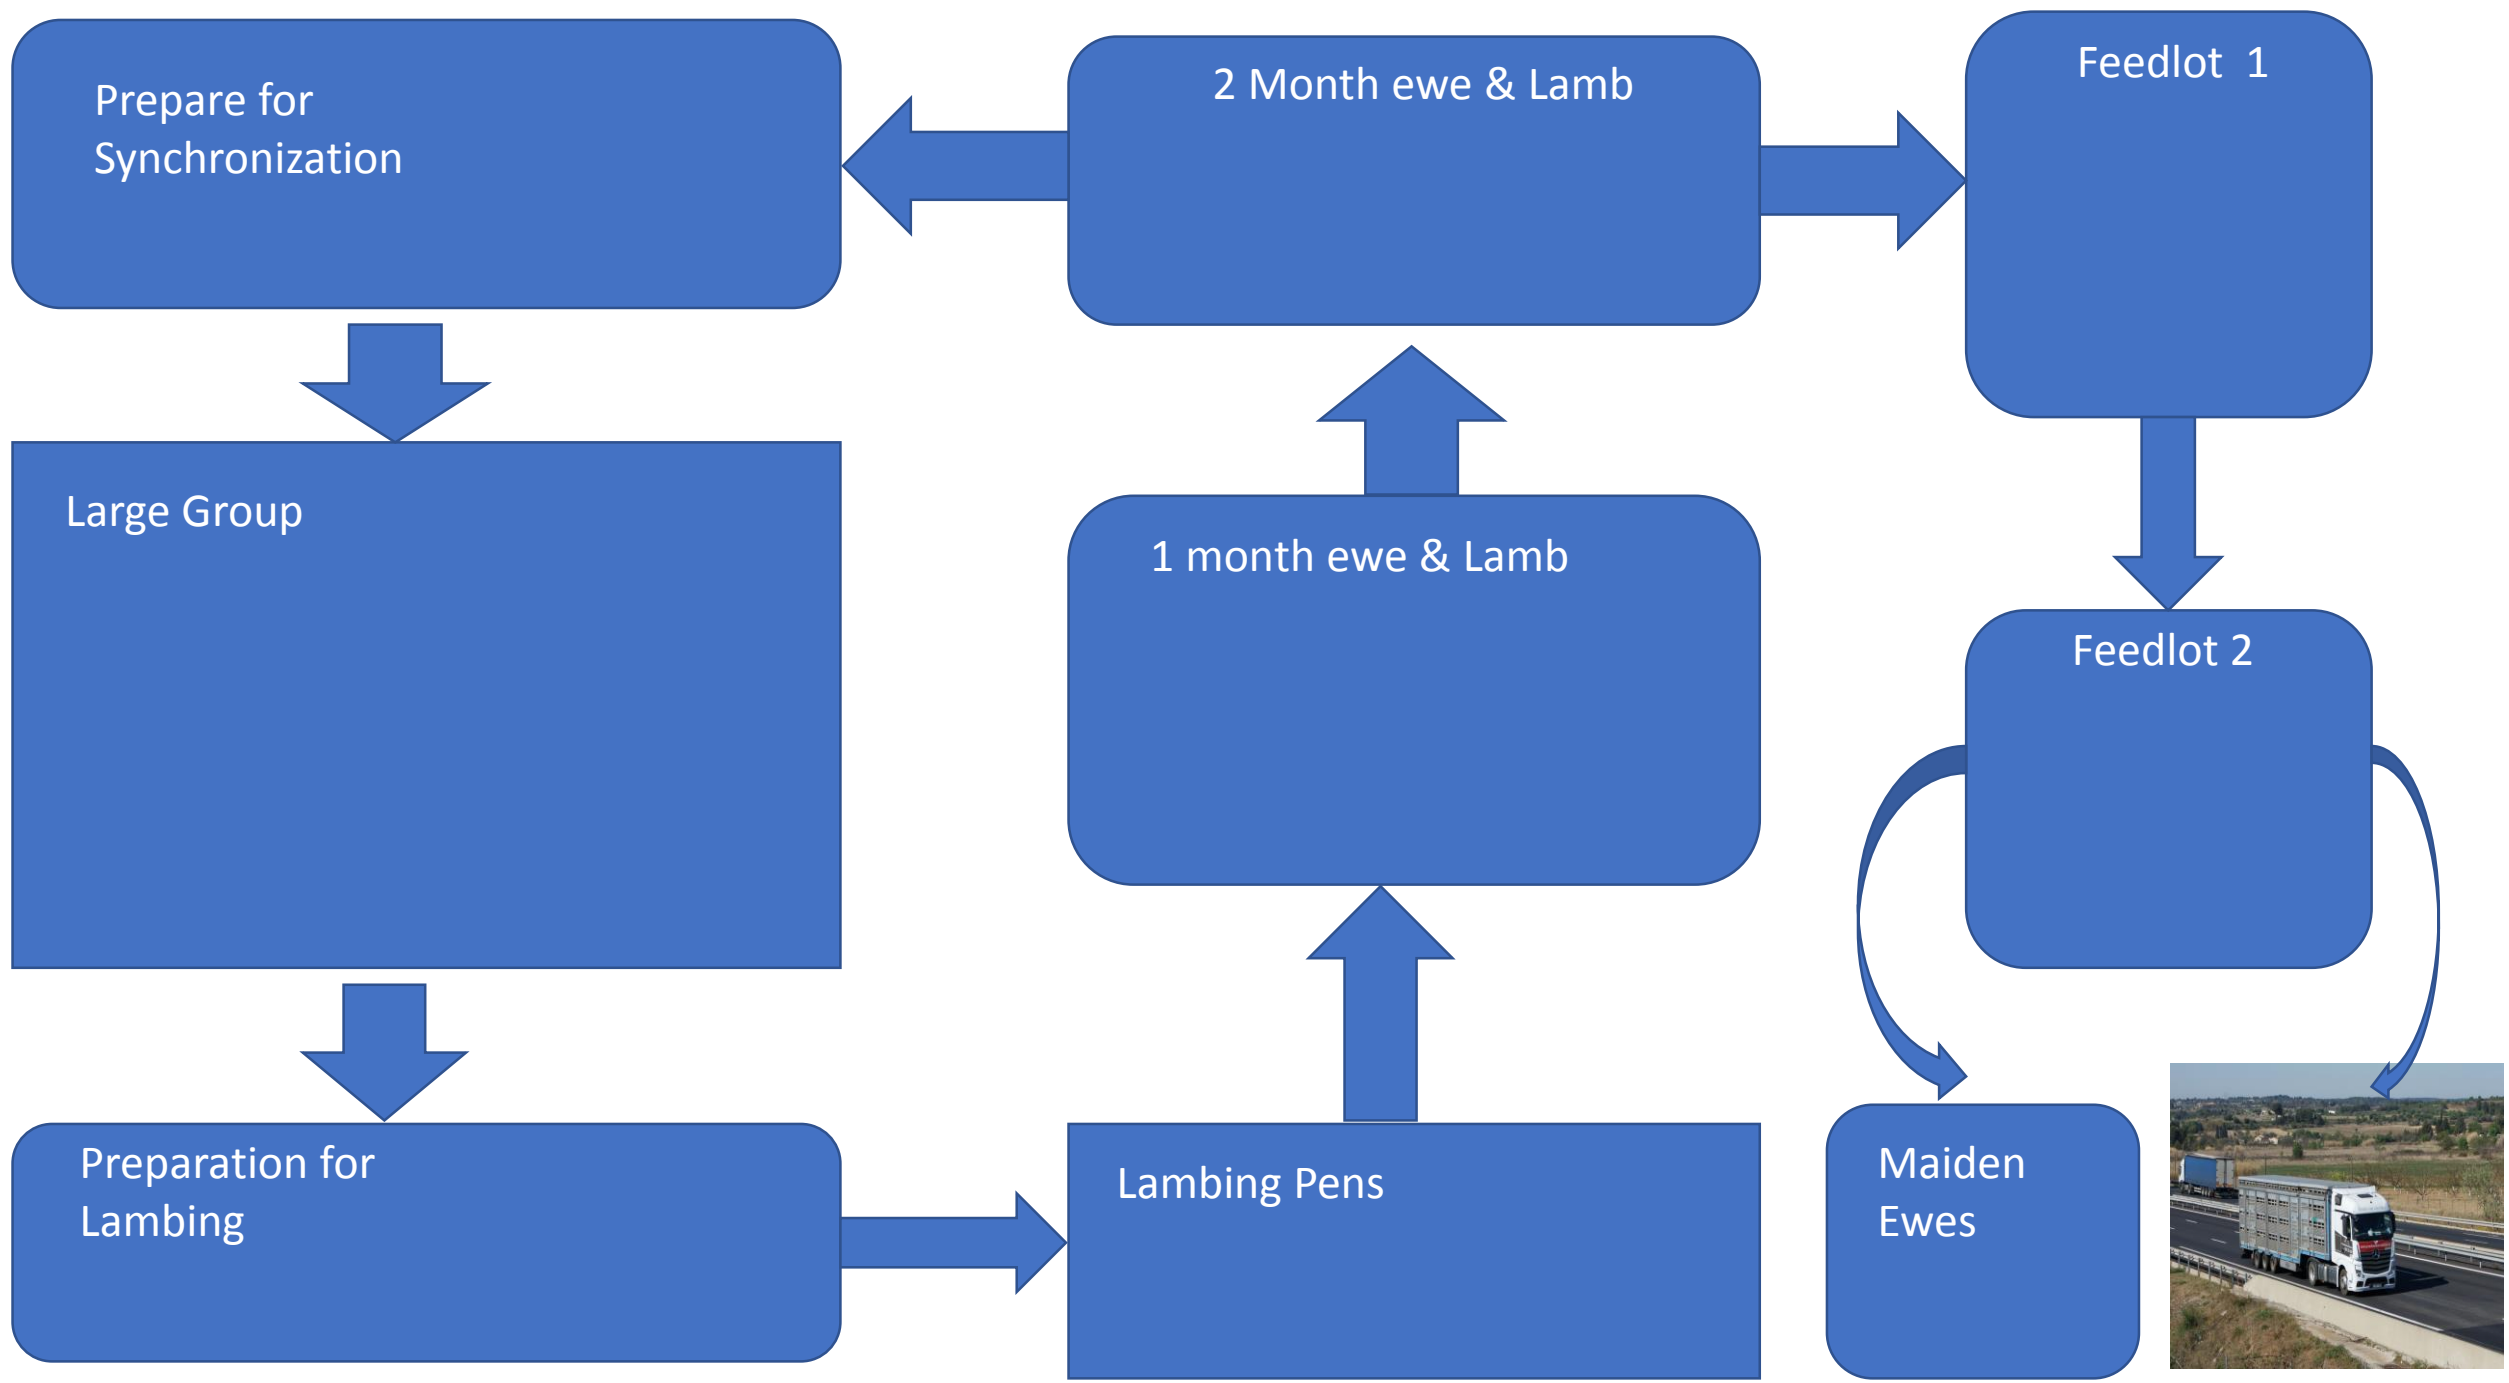 Prepare for
Synchronization
2 Month ewe & Lamb
Feedlot  1
Large Group
1 month ewe & Lamb
Feedlot 2
Preparation for
Lambing
Lambing Pens
Maiden
Ewes